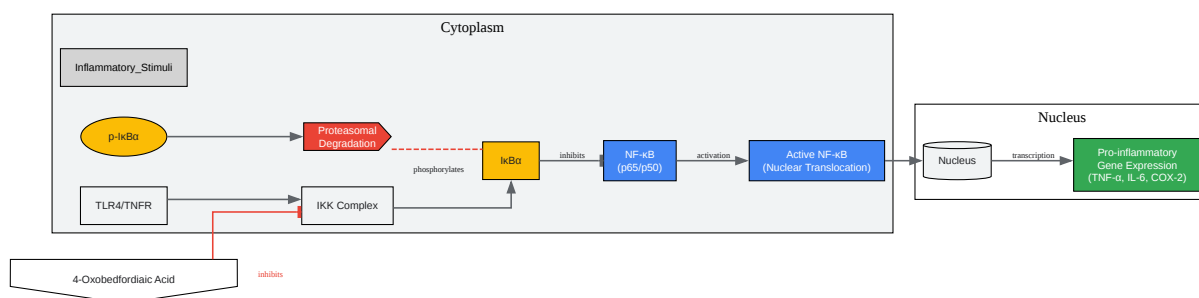 Cytoplasm
Inflammatory_Stimuli
p-IκBα
Proteasomal
Degradation
phosphorylates
IκBα
inhibits
NF-κB
(p65/p50)
activation
Active NF-κB
(Nuclear Translocation)
TLR4/TNFR
IKK Complex
4-Oxobedfordiaic Acid
inhibits
Nucleus
Nucleus
transcription
Pro-inflammatory
Gene Expression
(TNF-α, IL-6, COX-2)